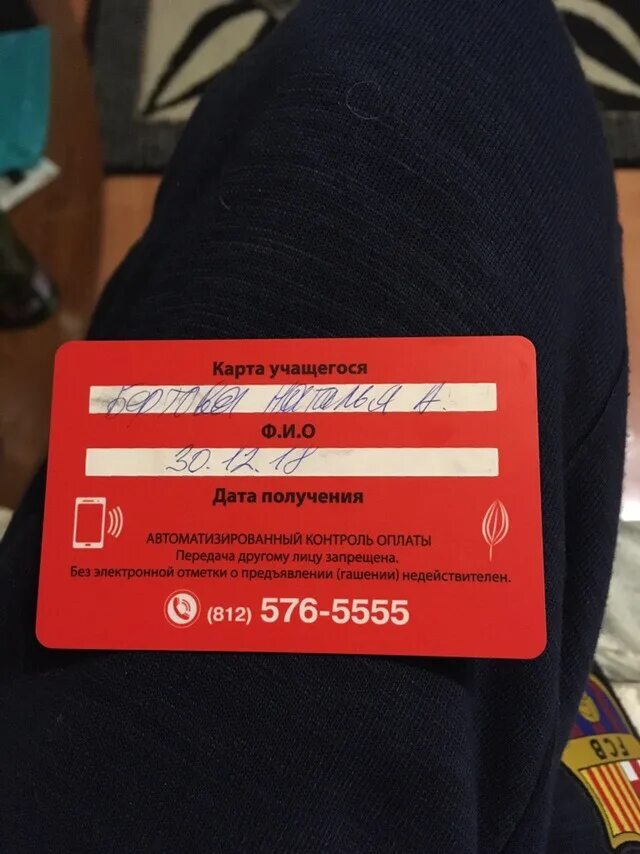 Карта учащегося
Наталья А.
Ф.И.О
30.12.18
Дата получения
АВТОМАТИЗИРОВАННЫЙ КОНТРОЛЬ ОПЛАТЫ
Передача другому лицу запрещена.
Без электронной отметки о предъявлении (гашении) недействителен.
(812) 576-5555
FCB